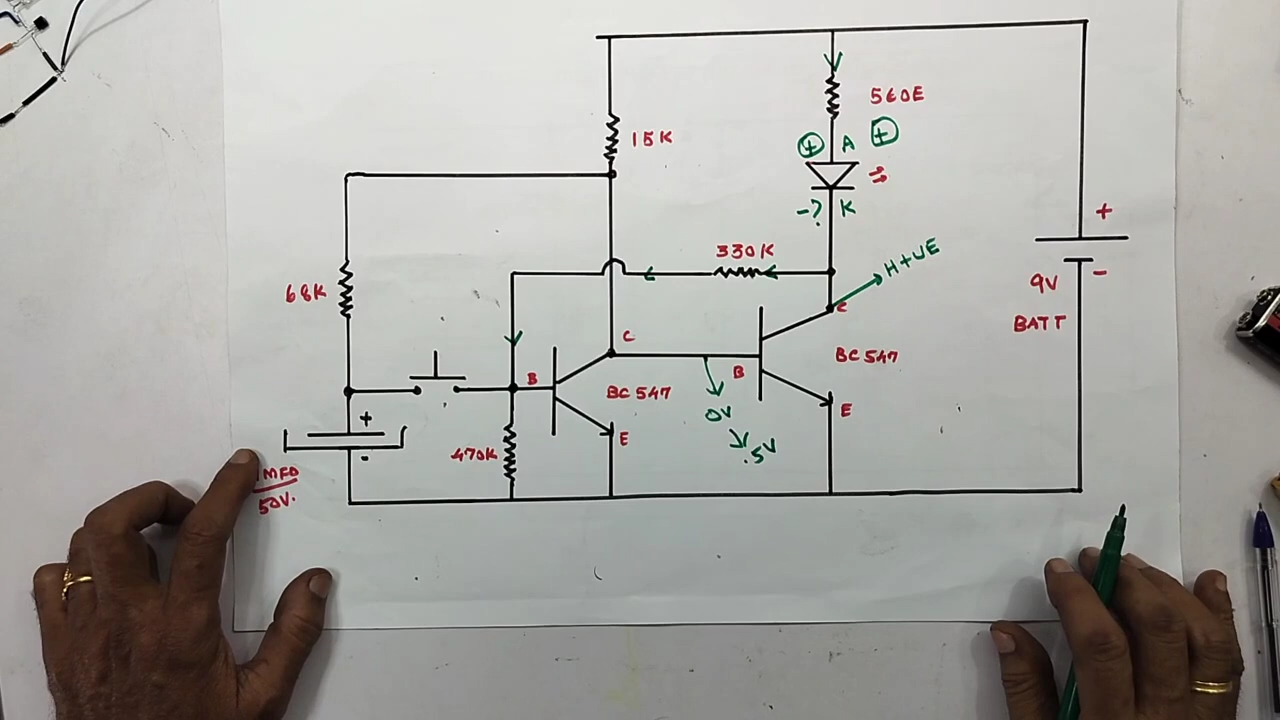 560E
15K
+ A +
-? K
330K
H+VE
+
-
9V
BATT
68K
C
C
B
BC547
B
BC547
E
E
0V
.5V
470K
+
-
1MFD
50V.